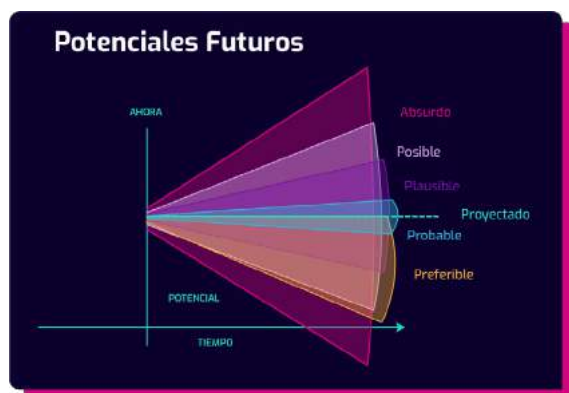 Potenciales Futuros
AHORA
Absurdo
Posible
Plausible
Proyectado
Probable
Preferible
POTENCIAL
TIEMPO